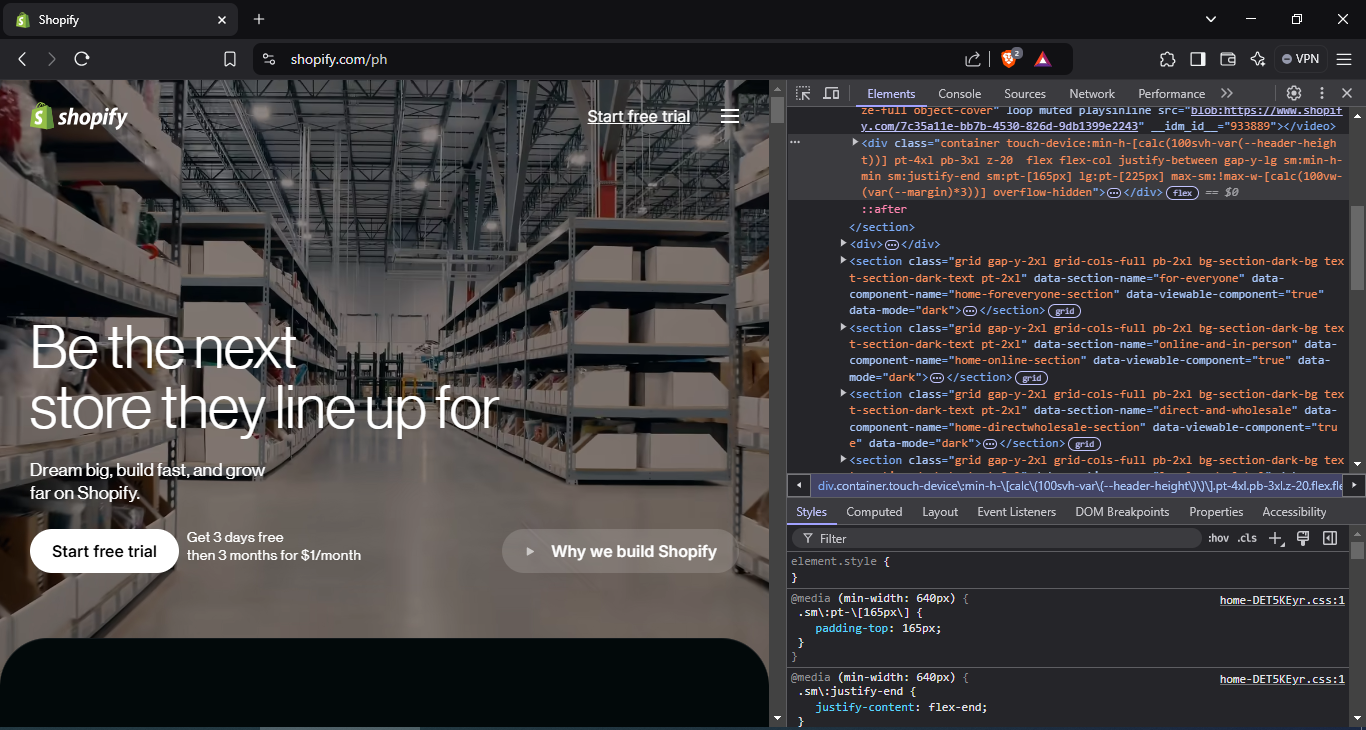 Shopify
shopify.com/ph
2
VPN
shopify
Start free trial
Be the next
store they line up for
Dream big, build fast, and grow
far on Shopify.
Start free trial
Get 3 days free
then 3 months for $1/month
Why we build Shopify
Elements
Console
Sources
Network
Performance
ze-full object-cover" loop muted playsinline src="blob:https://www.shopif
y.com/7c35a11e-bb7b-4530-826d-9db1399e2243" __idm_id__="933889"></video>
<div class="container touch-device:min-h-[calc(100svh-var(--header-heigh
t))] pt-4xl pb-3xl z-20 flex flex-col justify-between gap-y-lg sm:min-h-
min sm:justify-end sm:pt-[165px] lg:pt-[225px] max-sm:!max-w-[calc(100vw-
(var(--margin)*3))] overflow-hidden">…</div> flex == $0
::after
</section>
<div>…</div>
<section class="grid gap-y-2xl grid-cols-full pb-2xl bg-section-dark-bg tex
t-section-dark-text pt-2xl" data-section-name="for-everyone" data-
component-name="home-foreveryone-section" data-viewable-component="true"
data-mode="dark">…</section> grid
<section class="grid gap-y-2xl grid-cols-full pb-2xl bg-section-dark-bg tex
t-section-dark-text pt-2xl" data-section-name="online-and-in-person" data-
component-name="home-online-section" data-viewable-component="true" data-
mode="dark">…</section> grid
<section class="grid gap-y-2xl grid-cols-full pb-2xl bg-section-dark-bg tex
t-section-dark-text pt-2xl" data-section-name="direct-and-wholesale" data-
component-name="home-directwholesale-section" data-viewable-component="tru
e" data-mode="dark">…</section> grid
<section class="grid gap-y-2xl grid-cols-full pb-2xl bg-section-dark-bg tex
div.container.touch-device\:min-h-\[calc\(100svh-var\(--header-height\)\)\].pt-4xl.pb-3xl.z-20.flex.fle
Styles
Computed
Layout
Event Listeners
DOM Breakpoints
Properties
Accessibility
Filter
:hov
.cls
element.style {
}
@media (min-width: 640px) {
home-DET5KEyr.css:1
.sm\:pt-\[165px\] {
padding-top: 165px;
}
}
@media (min-width: 640px) {
home-DET5KEyr.css:1
.sm\:justify-end {
justify-content: flex-end;
}